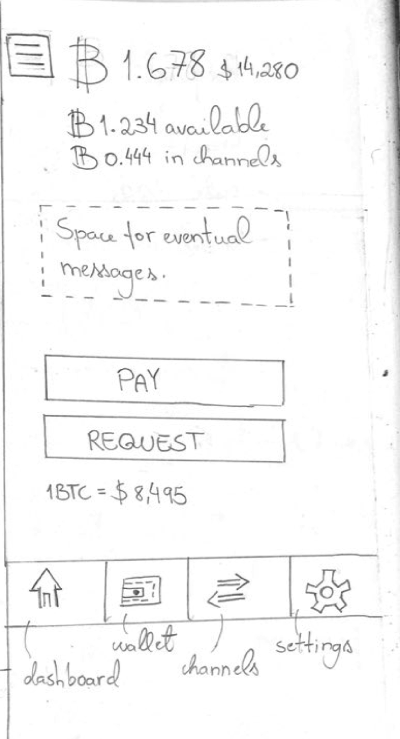 ₿ 1.678 $14,280
₿ 1.234 available
₿ 0.444 in channels
Space for eventual
messages.
PAY
REQUEST
1BTC = $8,495
dashboard
wallet
channels
settings